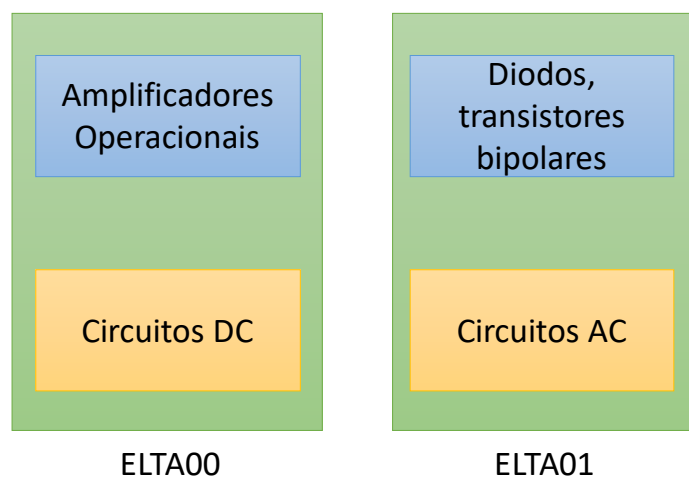 Amplificadores
Operacionais
Circuitos DC
ELTA00
Diodos,
transistores
bipolares
Circuitos AC
ELTA01